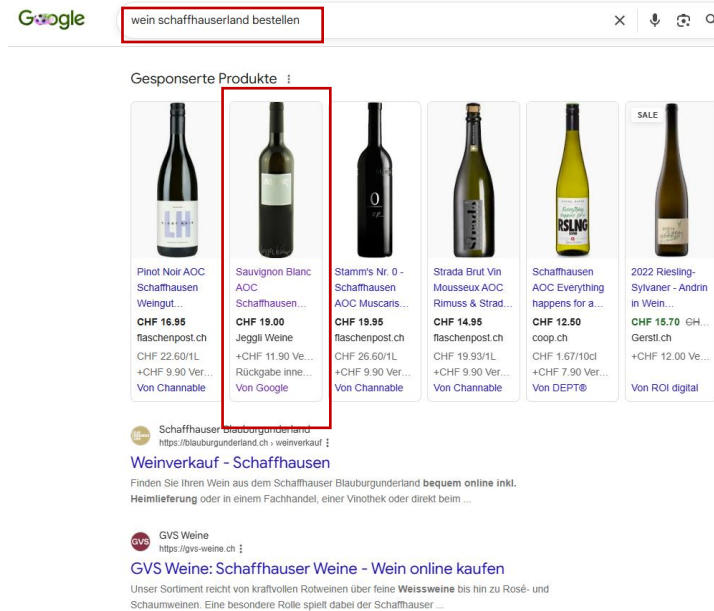 Google
wein schaffhauserland bestellen
Gesponserte Produkte
LH
Pinot Noir AOC
Schaffhausen
Weingut...
CHF 16.95
flaschenpost.ch
CHF 22.60/1L
+CHF 9.90 Ver...
Von Channable
Sauvignon Blanc
AOC
Schaffhausen...
CHF 19.00
Jeggli Weine
+CHF 11.90 Ve...
Rückgabe inne...
Von Google
0
Stamm's Nr. 0 -
Schaffhausen
AOC Muscaris...
CHF 19.95
flaschenpost.ch
CHF 26.60/1L
+CHF 9.90 Ver...
Von Channable
Strada
Strada Brut Vin
Mousseux AOC
Rimuss & Strad...
CHF 14.95
flaschenpost.ch
CHF 19.93/1L
+CHF 9.90 Ver...
Von Channable
Everything
happens for a
RSLNG
Schaffhausen
AOC Everything
happens for a...
CHF 12.50
coop.ch
CHF 1.67/10cl
+CHF 7.90 Ver...
Von DEPT®
SALE
2022 Riesling-
Sylvaner - Andrin
in Wein...
CHF 15.70 CH...
Gerstl.ch
+CHF 12.00 Ve...
Von ROI digital
Schaffhauser Blauburgunderland
https://blauburgunderland.ch › weinverkauf
Weinverkauf - Schaffhausen
Finden Sie Ihren Wein aus dem Schaffhauser Blauburgunderland bequem online inkl.
Heimlieferung oder in einem Fachhandel, einer Vinothek oder direkt beim ...
GVS
GVS Weine
https://gvs-weine.ch
GVS Weine: Schaffhauser Weine - Wein online kaufen
Unser Sortiment reicht von kraftvollen Rotweinen über feine Weissweine bis hin zu Rosé- und
Schaumweinen. Eine besondere Rolle spielt dabei der Schaffhauser ...